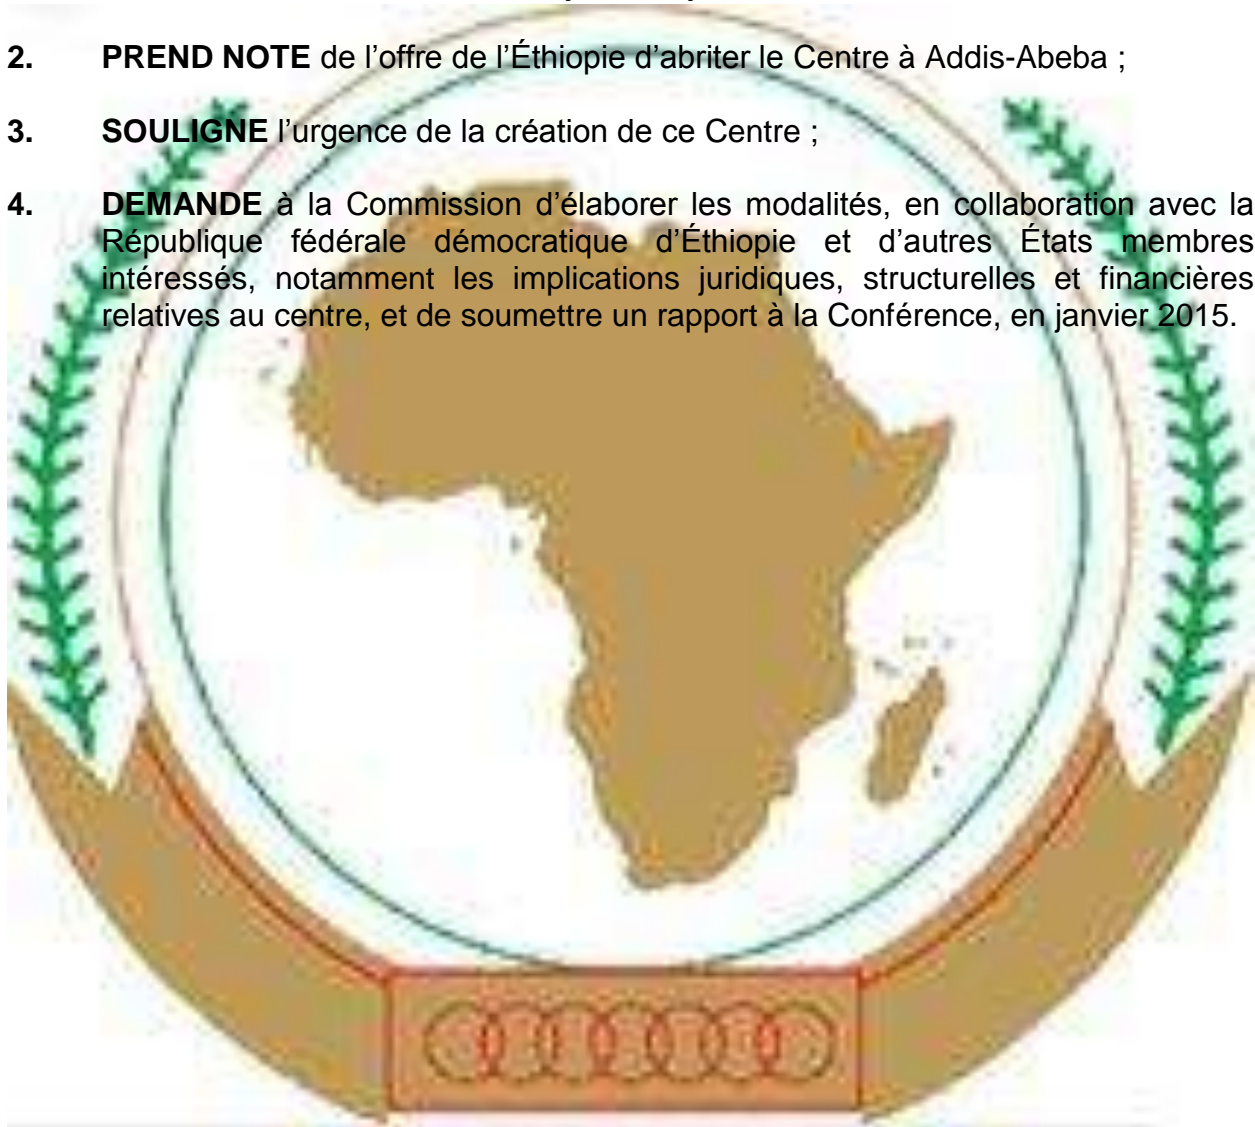 2. PREND NOTE de l’offre de l’Éthiopie d’abriter le Centre à Addis-Abeba ;
3. SOULIGNE l’urgence de la création de ce Centre ;
4. DEMANDE à la Commission d’élaborer les modalités, en collaboration avec la
République fédérale démocratique d’Éthiopie et d’autres États membres
intéressés, notamment les implications juridiques, structurelles et financières
relatives au centre, et de soumettre un rapport à la Conférence, en janvier 2015.